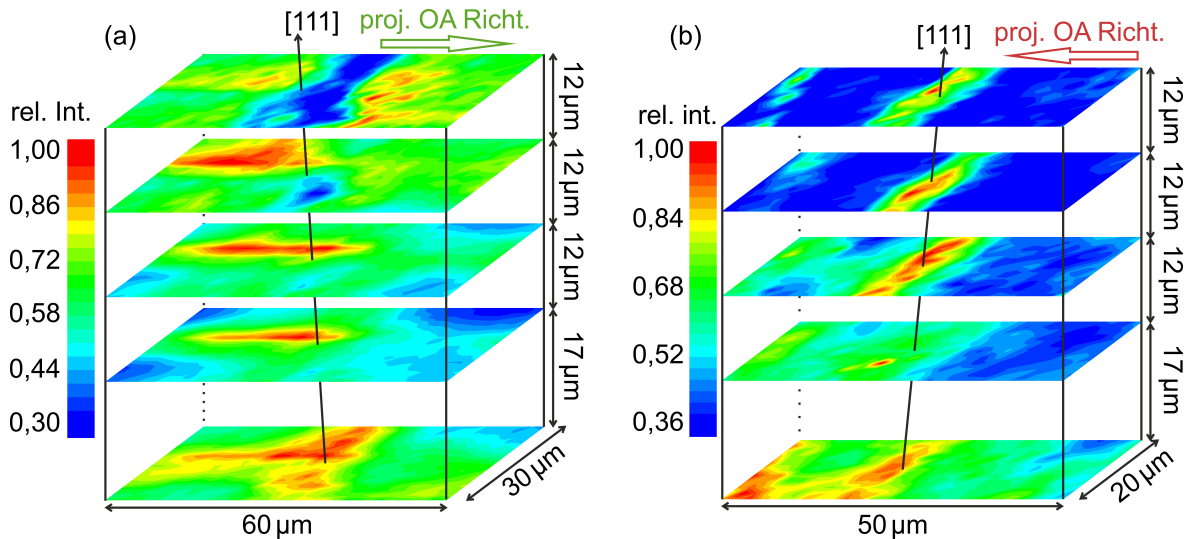 (a)
[111]
proj. OA Richt.
rel. Int.
1,00
0,86
0,72
0,58
0,44
0,30
12 µm
12 µm
12 µm
17 µm
30 µm
60 µm
(b)
[111]
proj. OA Richt.
rel. int.
1,00
0,84
0,68
0,52
0,36
12 µm
12 µm
12 µm
17 µm
20 µm
50 µm